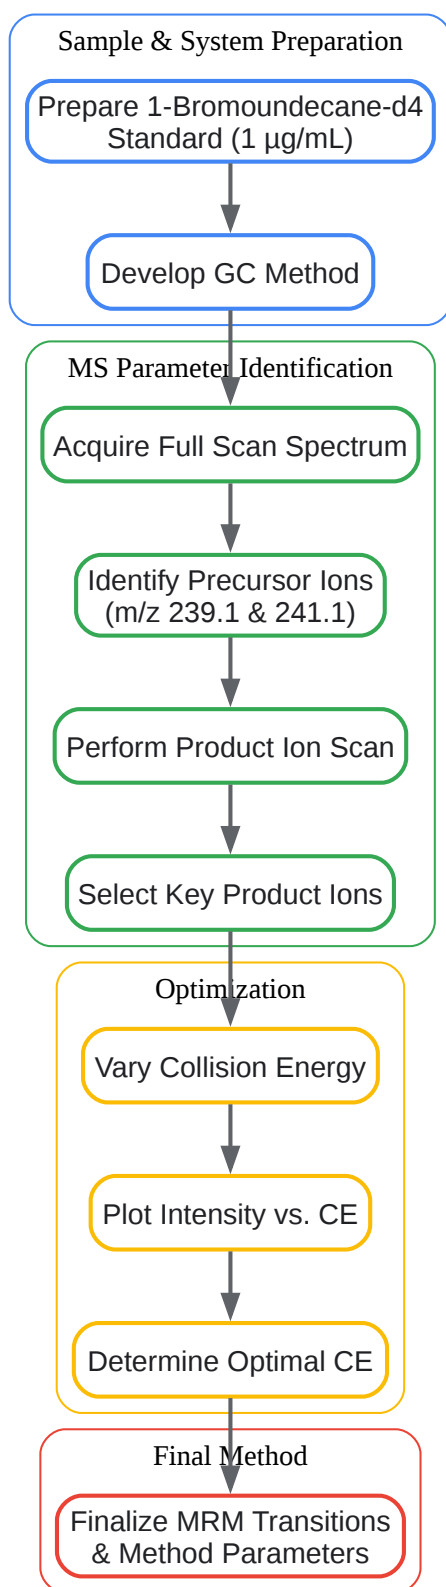 Sample & System Preparation
Prepare 1-Bromoundecane-d4
Standard (1 µg/mL)
Develop GC Method
MS Parameter Identification
Acquire Full Scan Spectrum
Identify Precursor Ions
(m/z 239.1 & 241.1)
Perform Product Ion Scan
Select Key Product Ions
Optimization
Vary Collision Energy
Plot Intensity vs. CE
Determine Optimal CE
Final Method
Finalize MRM Transitions
& Method Parameters